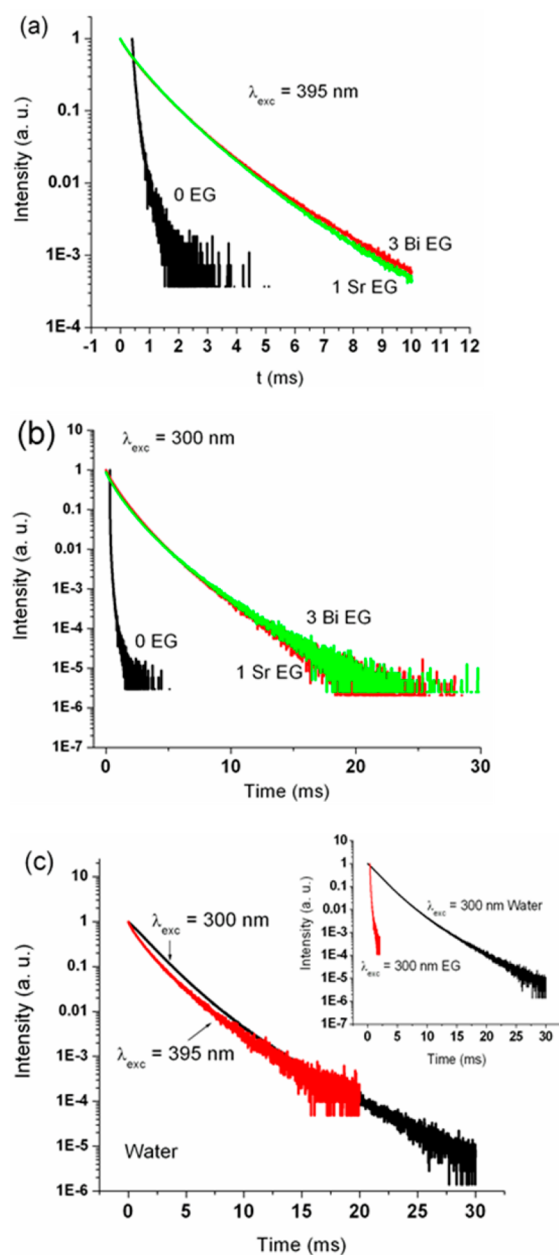 (a)
λexc = 395 nm
0 EG
3 Bi EG
1 Sr EG
Intensity (a. u.)
1
0.1
0.01
1E-3
1E-4
-1 0 1 2 3 4 5 6 7 8 9 10 11 12
t (ms)
(b)
λexc = 300 nm
0 EG
3 Bi EG
1 Sr EG
Intensity (a. u.)
10
1
0.1
0.01
1E-3
1E-4
1E-5
1E-6
1E-7
0 10 20 30
Time (ms)
(c)
λexc = 300 nm
λexc = 395 nm
Water
Intensity (a. u.)
10
1
0.1
0.01
1E-3
1E-4
1E-5
1E-6
0 5 10 15 20 25 30
Time (ms)
Intensity (a. u.)
10
1
0.1
0.01
1E-3
1E-4
1E-5
1E-6
1E-7
λexc = 300 nm Water
λexc = 300 nm EG
0 5 10 15 20 25 30
Time (ms)